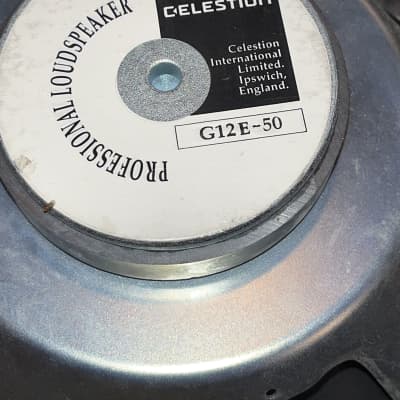 CELESTION
Celestion
International
Limited.
Ipswich,
England.
G12E-50
PROFESSIONAL LOUDSPEAKER